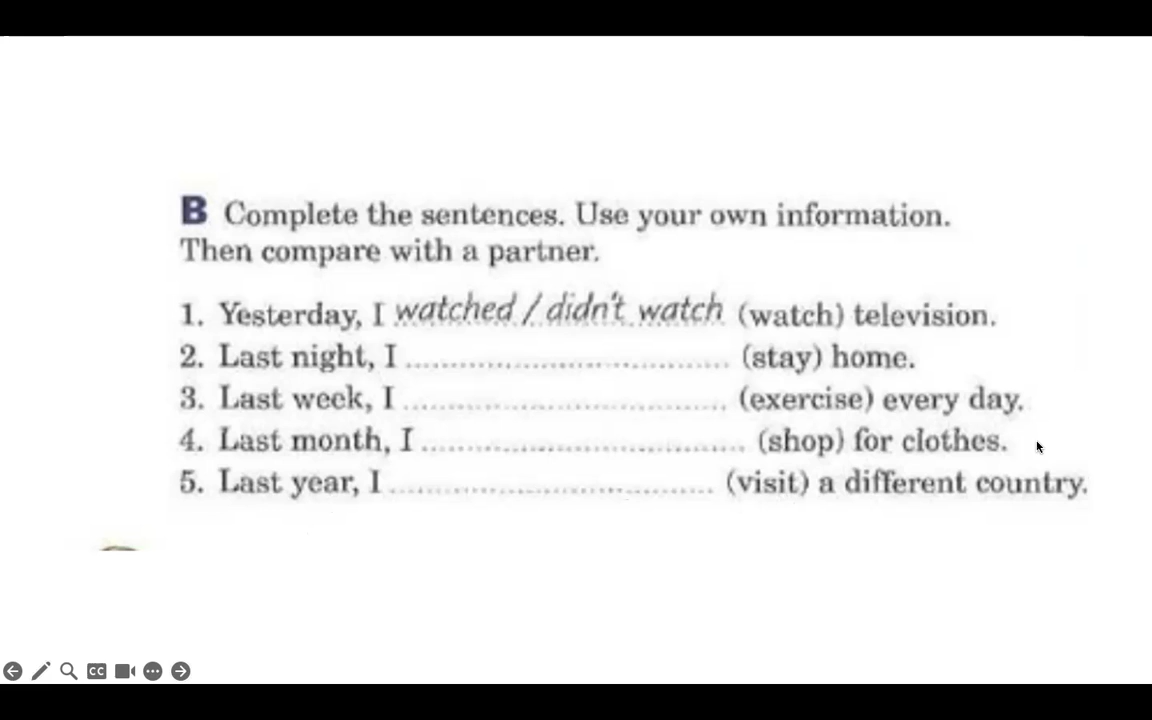 B Complete the sentences. Use your own information.
Then compare with a partner.
1. Yesterday, I watched / didn't watch (watch) television.
2. Last night, I ........................................ (stay) home.
3. Last week, I ........................................ (exercise) every day.
4. Last month, I ........................................ (shop) for clothes.
5. Last year, I ........................................ (visit) a different country.
CC